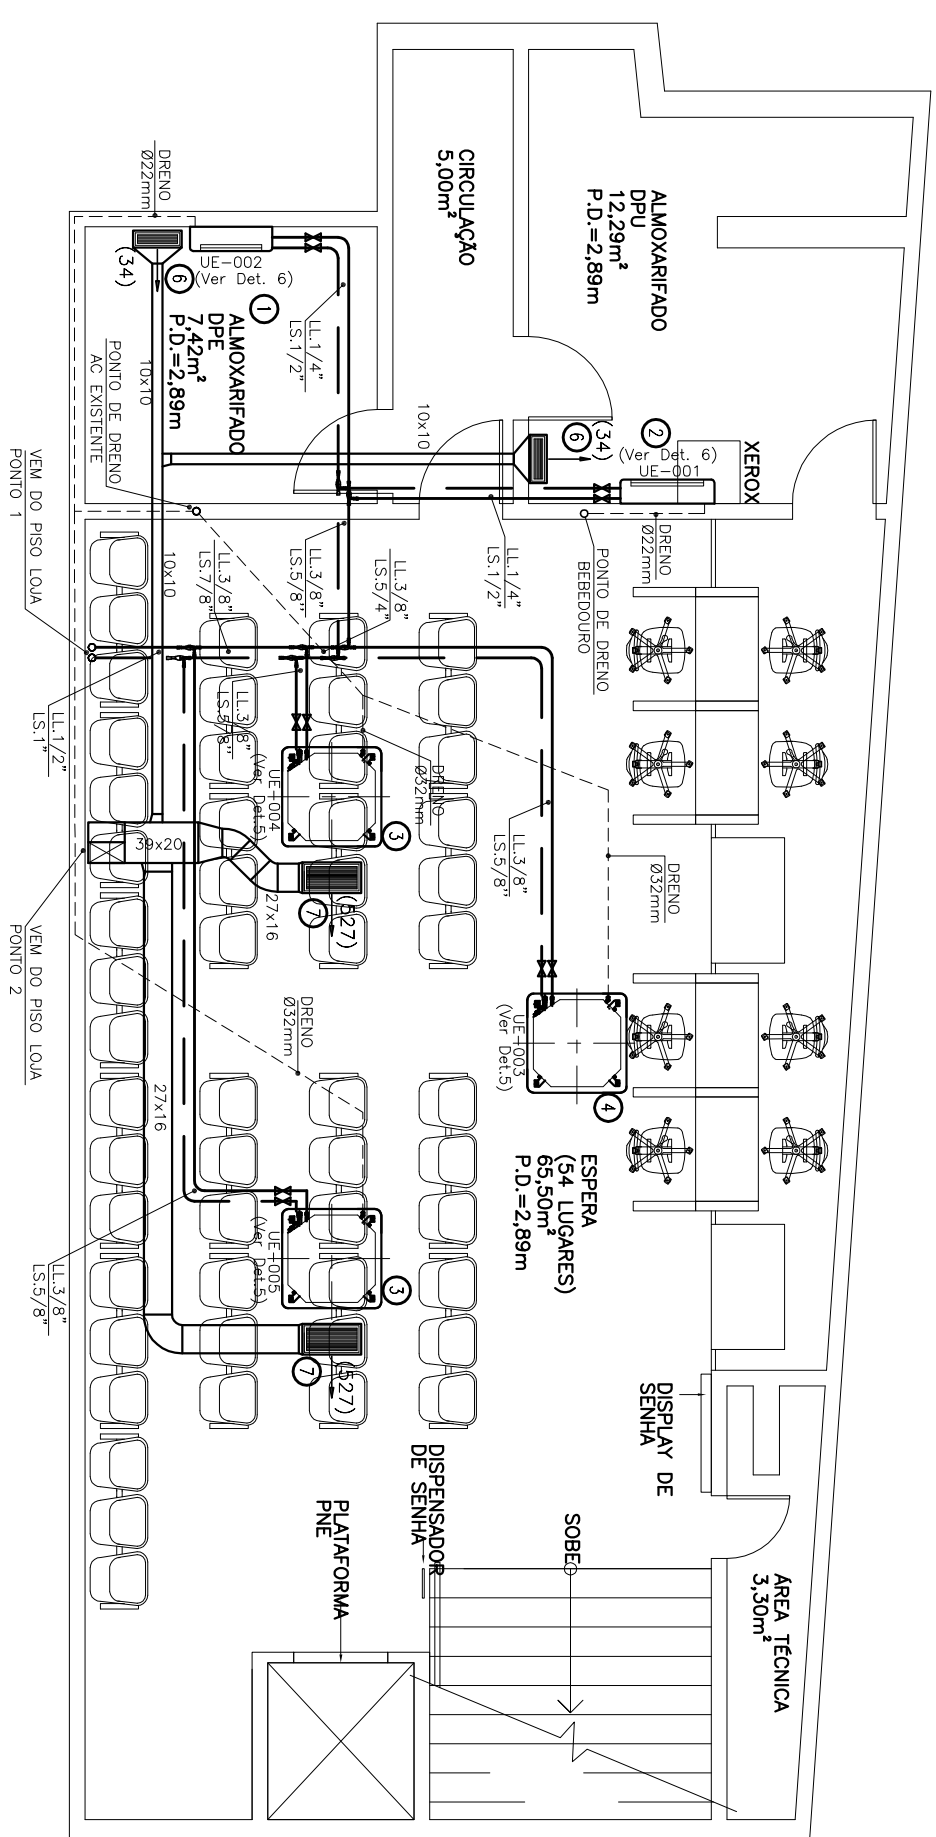 ALMOXARIFADO
DPU
12,29m²
P.D.=2,89m
CIRCULAÇÃO
5,00m²
DRENO
Ø22mm
(34)
6
UE-002
(Ver Det. 6)
1
ALMOXARIFADO
DPE
7,42m²
P.D.=2,89m
LL.1/4"
LS.1/2"
10x10
PONTO DE DRENO
AC EXISTENTE
VEM DO PISO LOJA
PONTO 1
10x10
6
(34)
2
(Ver Det. 6)
UE-001
XEROX
DRENO
Ø22mm
PONTO DE DRENO
BEBEDOURO
LL.1/4"
LS.1/2"
LL.3/8"
LS.5/4"
LL.3/8"
LS.5/8"
LL.3/8"
LS.7/8"
10x10
LL.1/2"
LS.1"
LL.3/8"
LS.5/8"
UE-004
(Ver Det.5)
3
DRENO
Ø32mm
LL.3/8"
LS.5/8"
DRENO
Ø32mm
39x20
27x16
7
(527)
VEM DO PISO LOJA
PONTO 2
DRENO
Ø32mm
UE-003
(Ver Det.5)
4
ESPERA
(54 LUGARES)
65,50m²
P.D.=2,89m
27x16
LL.3/8"
LS.5/8"
UE-005
(Ver Det.5)
3
7
(527)
DISPLAY DE
SENHA
DISPENSADOR
DE SENHA
PLATAFORMA
PNE
SOBE
ÁREA TÉCNICA
3,30m²